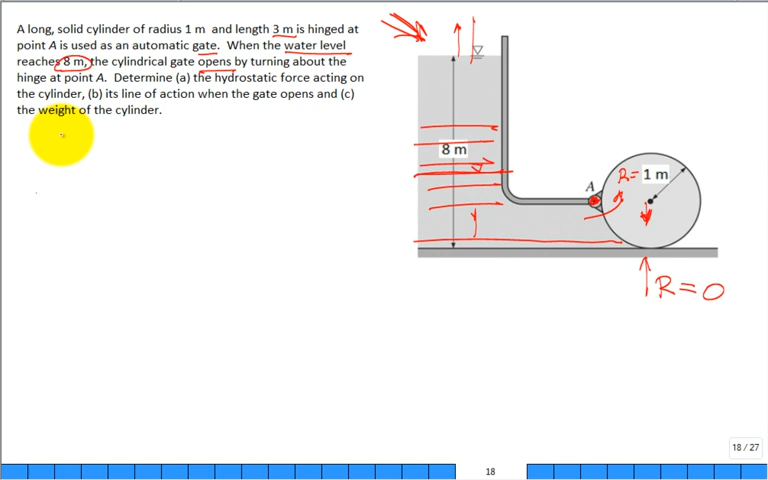 A long, solid cylinder of radius 1 m and length 3 m is hinged at
point A is used as an automatic gate. When the water level
reaches 8 m, the cylindrical gate opens by turning about the
hinge at point A. Determine (a) the hydrostatic force acting on
the cylinder, (b) its line of action when the gate opens and (c)
the weight of the cylinder.
8 m
A
R= 1 m
R=0
18 / 27
18